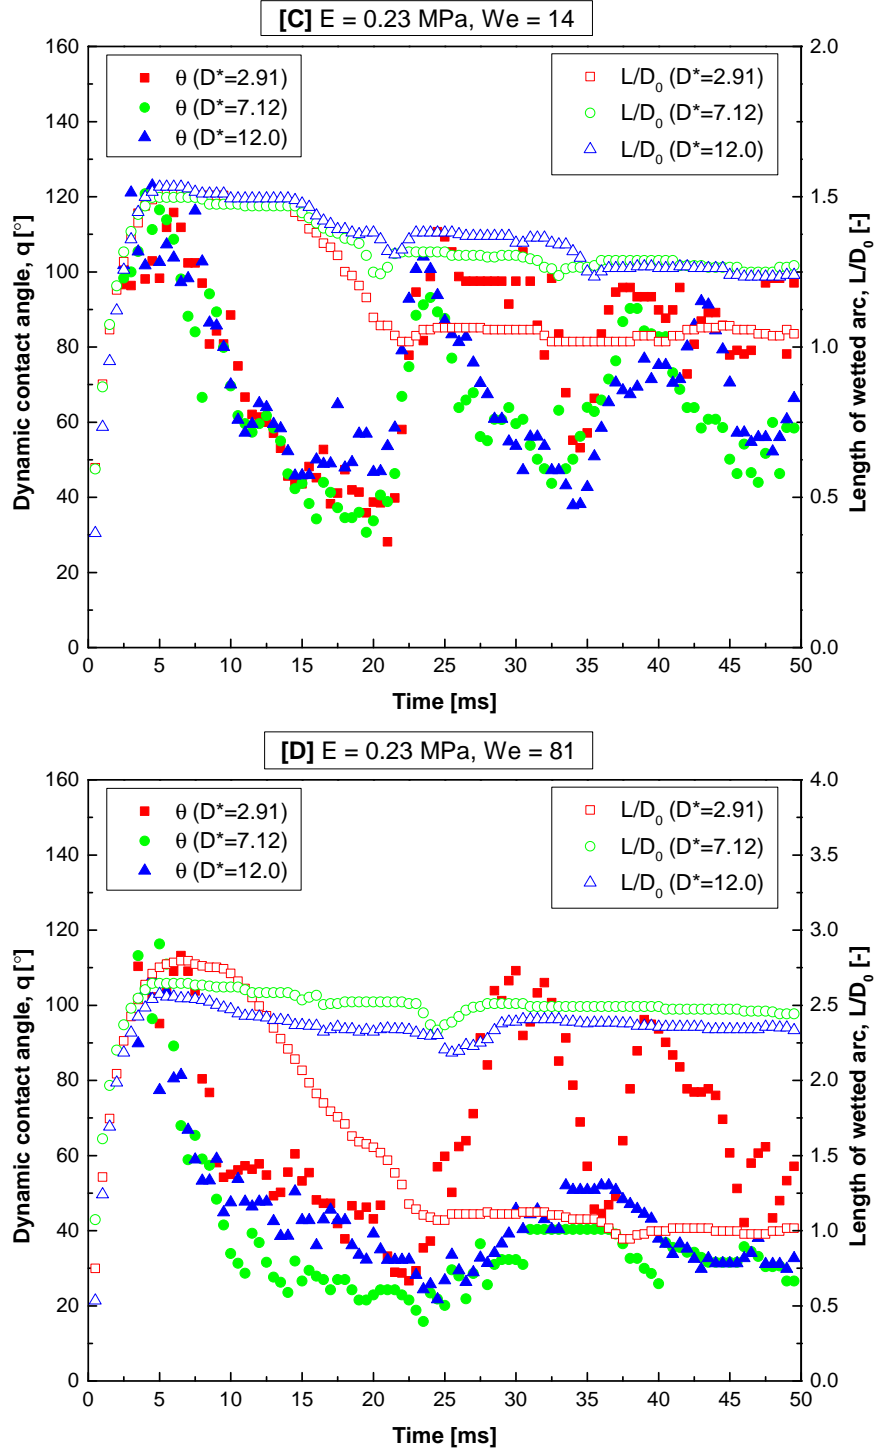 [C] E = 0.23 MPa, We = 14
160
140
120
100
80
60
40
20
0
2.0
1.5
1.0
0.5
0.0
θ (D*=2.91)
θ (D*=7.12)
θ (D*=12.0)
L/D0 (D*=2.91)
L/D0 (D*=7.12)
L/D0 (D*=12.0)
Dynamic contact angle, q [°]
Length of wetted arc, L/D0 [-]
0 5 10 15 20 25 30 35 40 45 50
Time [ms]
[D] E = 0.23 MPa, We = 81
160
140
120
100
80
60
40
20
0
4.0
3.5
3.0
2.5
2.0
1.5
1.0
0.5
0.0
θ (D*=2.91)
θ (D*=7.12)
θ (D*=12.0)
L/D0 (D*=2.91)
L/D0 (D*=7.12)
L/D0 (D*=12.0)
Dynamic contact angle, q [°]
Length of wetted arc, L/D0 [-]
0 5 10 15 20 25 30 35 40 45 50
Time [ms]